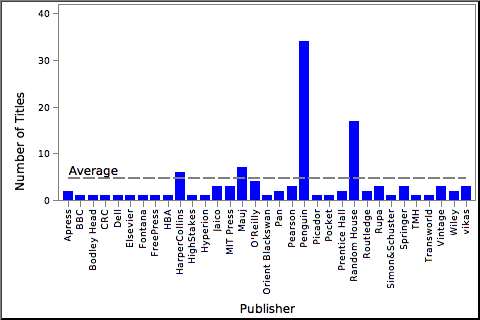 40
30
20
10
0
Number of Titles
Average
Apress
BBC
Bodley Head
CRC
Dell
Elsevier
Fontana
FreePress
HBA
HarperCollins
HighStakes
Hyperion
Jaico
MIT Press
Mauj
O'Reilly
Orient Blackswan
Pan
Pearson
Penguin
Picador
Pocket
Prentice Hall
Random House
Routledge
Rupa
Simon&Schuster
Springer
TMH
Transworld
Vintage
Wiley
vikas
Publisher